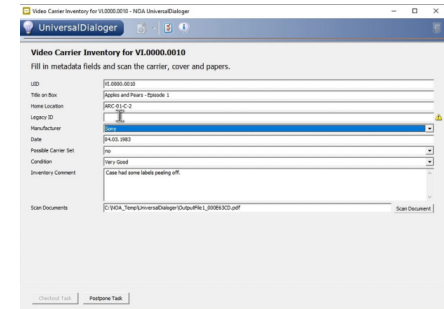 Video Carrier Inventory for VI.0000.0010 - NOA UniversalDialoger
UniversalDialoger
Video Carrier Inventory for VI.0000.0010
Fill in metadata fields and scan the carrier, cover and papers.
UID VI.0000.0010
Title on Box Apples and Pears - Episode 1
Home Location ARC-01-C-2
Legacy ID
Manufacturer Sony
Date 04.03.1983
Possible Carrier Set no
Condition Very Good
Inventory Comment Case had some labels peeling off.
Scan Documents C:\NOA_Temp\UniversalDialoger\OutputFile1_000E63CD.pdf Scan Document
Checkout Task Postpone Task